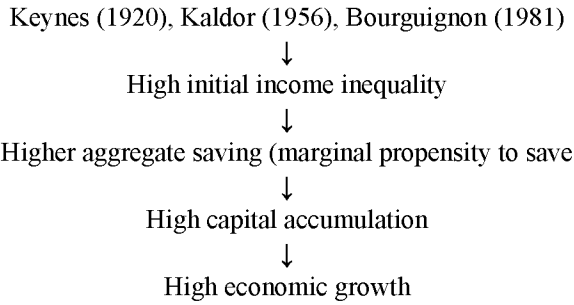 Keynes (1920), Kaldor (1956), Bourguignon (1981)
↓
High initial income inequality
↓
Higher aggregate saving (marginal propensity to save
↓
High capital accumulation
↓
High economic growth